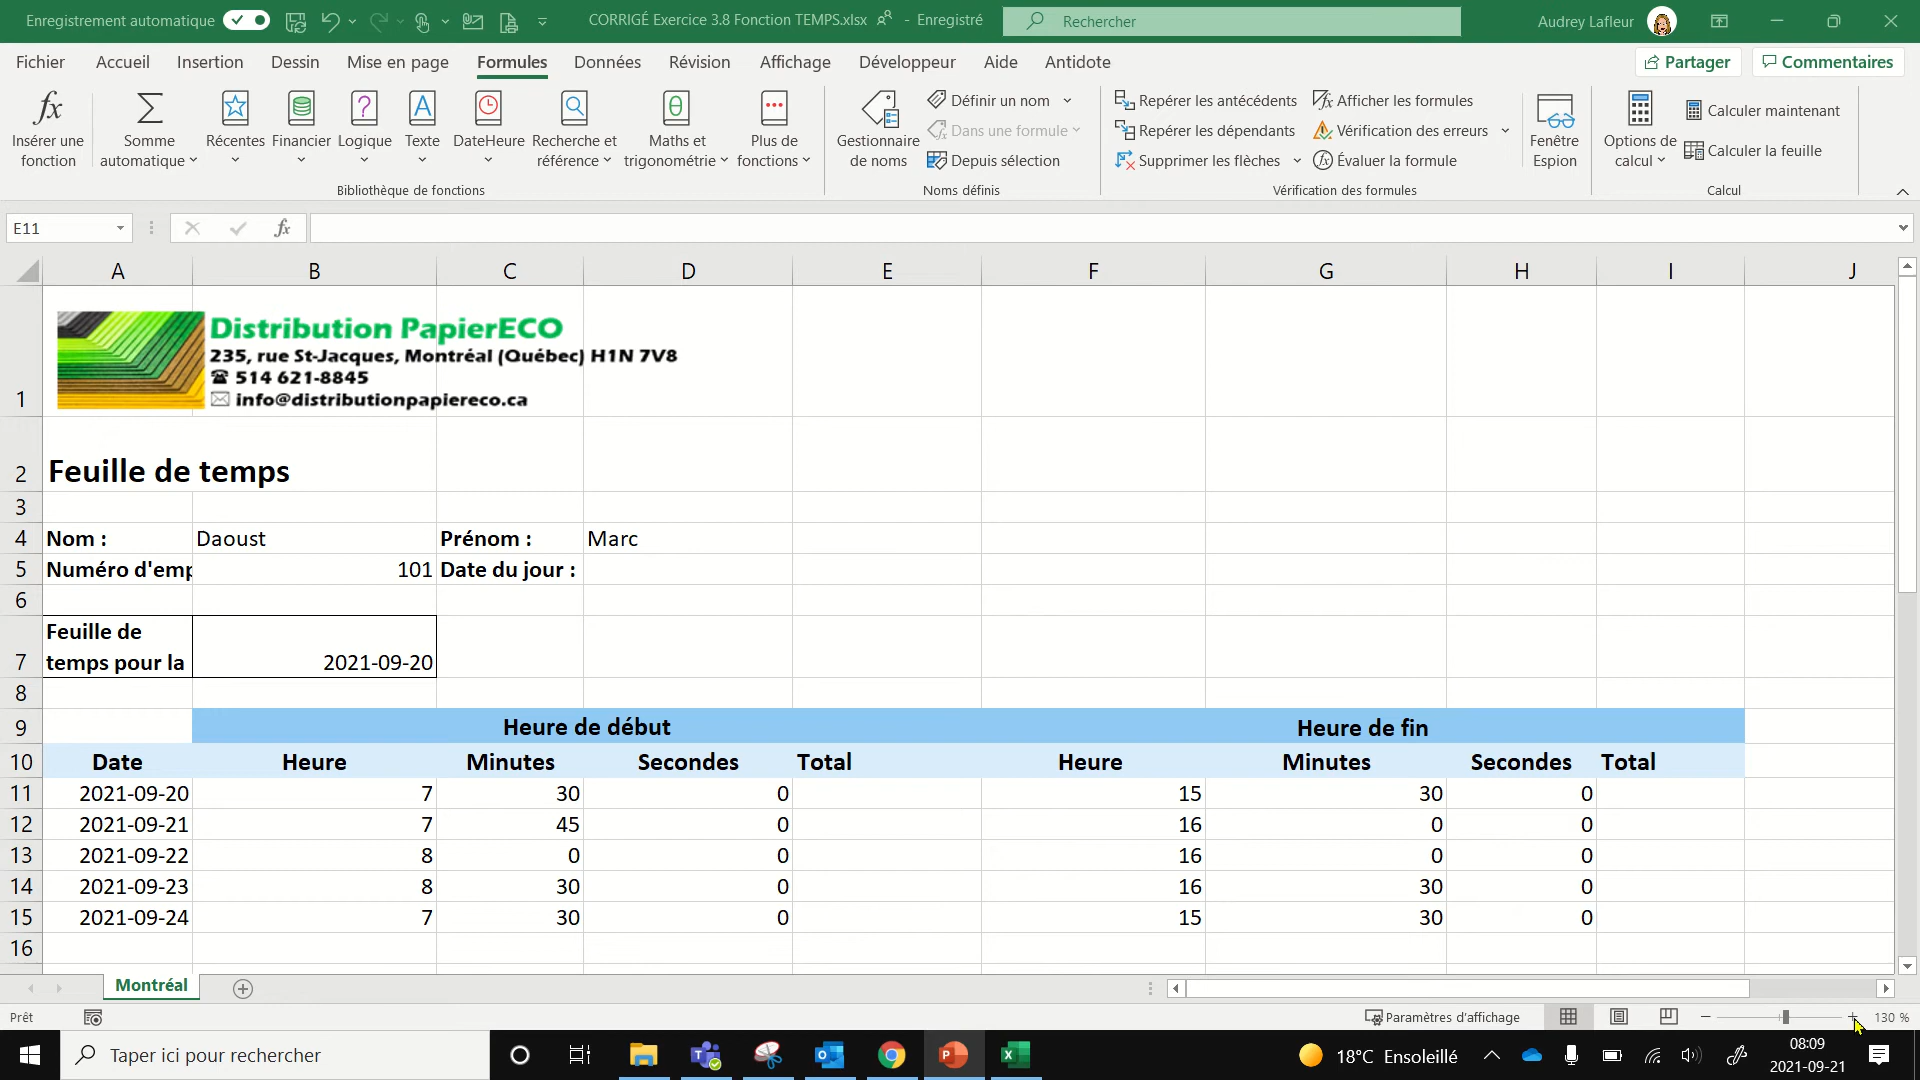 Enregistrement automatique CORRIGÉ Exercice 3.8 Fonction TEMPS.xlsx - Enregistré Rechercher Audrey Lafleur
Fichier Accueil Insertion Dessin Mise en page Formules Données Révision Affichage Développeur Aide Antidote Partager Commentaires
Insérer une fonction
Somme automatique
Récentes
Financier
Logique
Texte
DateHeure
Recherche et référence
Maths et trigonométrie
Plus de fonctions
Bibliothèque de fonctions
Gestionnaire de noms
Définir un nom
Dans une formule
Depuis sélection
Noms définis
Repérer les antécédents
Repérer les dépendants
Supprimer les flèches
Afficher les formules
Vérification des erreurs
Évaluer la formule
Vérification des formules
Fenêtre Espion
Options de calcul
Calculer maintenant
Calculer la feuille
Calcul
E11 fx
A B C D E F G H I J
Distribution PapierECO
235, rue St-Jacques, Montréal (Québec) H1N 7V8
514 621-8845
1 info@distributionpapiereco.ca
2 Feuille de temps
3
4 Nom : Daoust Prénom : Marc
5 Numéro d'emp 101 Date du jour :
6
Feuille de
7 temps pour la 2021-09-20
8
9 Heure de début Heure de fin
10 Date Heure Minutes Secondes Total Heure Minutes Secondes Total
11 2021-09-20 7 30 0 15 30 0
12 2021-09-21 7 45 0 16 0 0
13 2021-09-22 8 0 0 16 0 0
14 2021-09-23 8 30 0 16 30 0
15 2021-09-24 7 30 0 15 30 0
16
Montréal
Prêt Paramètres d'affichage 130 %
Taper ici pour rechercher 18°C Ensoleillé 08:09
2021-09-21